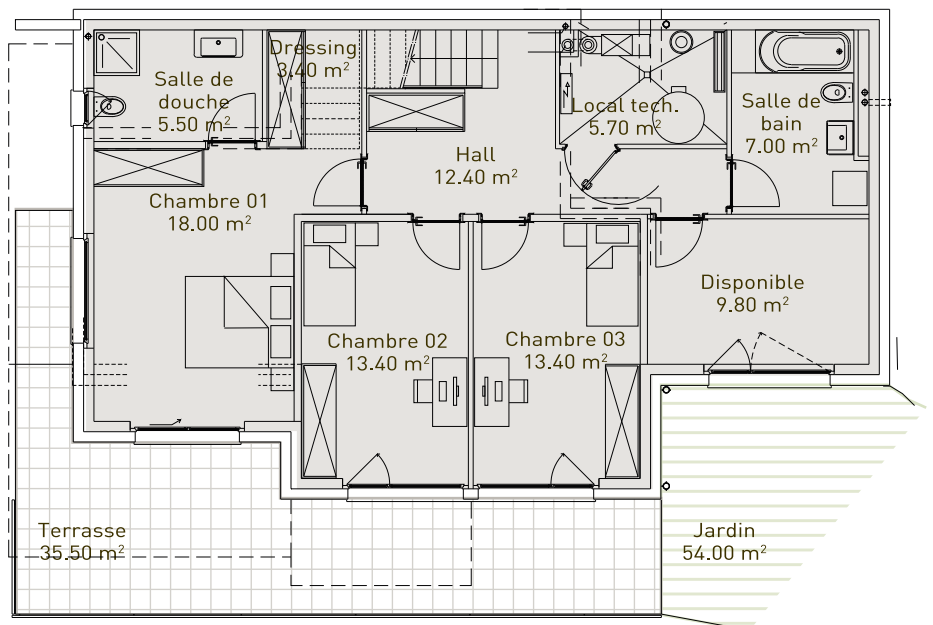 Salle de
douche
5.50 m²
Dressing
3.40 m²
Local tech.
5.70 m²
Salle de
bain
7.00 m²
Hall
12.40 m²
Chambre 01
18.00 m²
Disponible
9.80 m²
Chambre 02
13.40 m²
Chambre 03
13.40 m²
Terrasse
35.50 m²
Jardin
54.00 m²